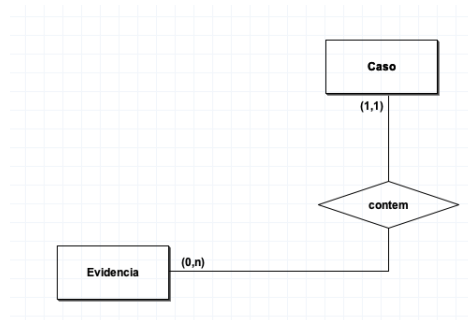 Caso
(1,1)
contem
(0,n)
Evidencia